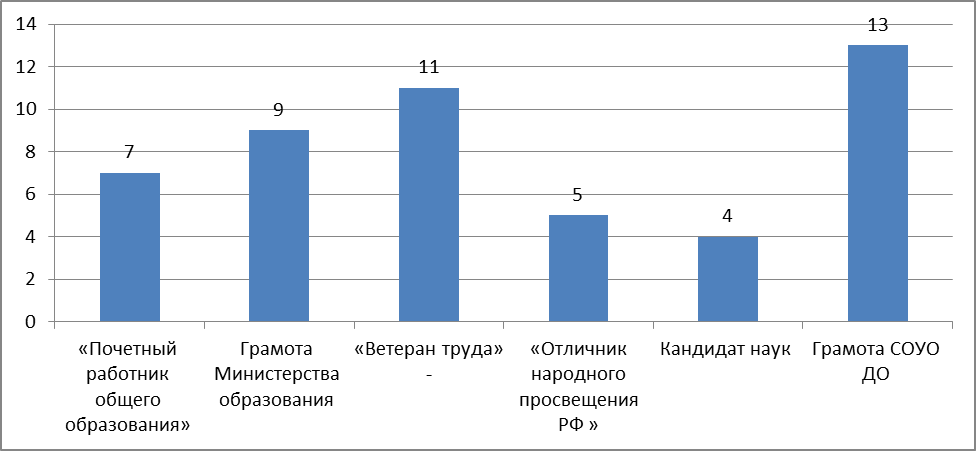 14
12
10
8
6
4
2
0
7
9
11
5
4
13
«Почетный
работник
общего
образования»
Грамота
Министерства
образования
«Ветеран труда»
-
«Отличник
народного
просвещения
РФ »
Кандидат наук
Грамота СОУО
ДО